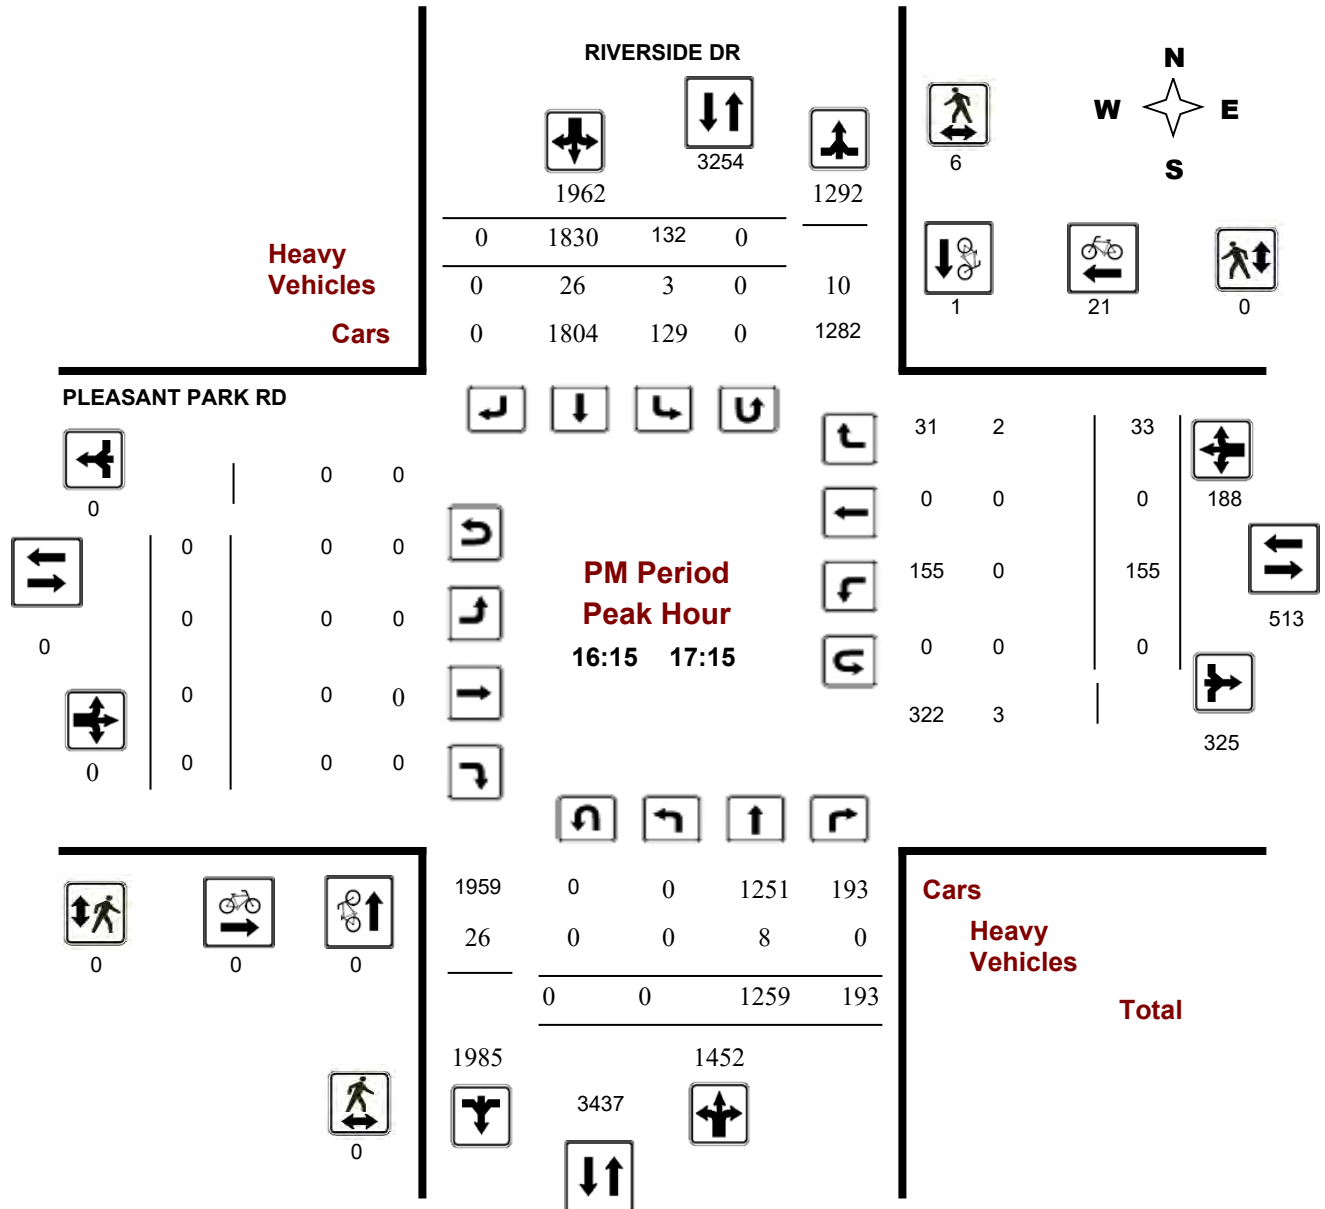 RIVERSIDE DR
N
W E
S
3254
6
1962 1292
0 1830 132 0
Heavy
Vehicles
0 26 3 0 10
1 21 0
Cars
0 1804 129 0 1282
PLEASANT PARK RD
31 2 33
0 0
0
0 0 0 188
0 0 0
PM Period
155 0 155
Peak Hour
0 0 0
513
0
16:15 17:15
0 0 0
0 0 0
322 3
325
0
0 0 0
1959 0 0 1251 193
Cars
26 0 0 8 0
Heavy
Vehicles
0 0 0
0 0 1259 193
Total
1985 1452
3437
0